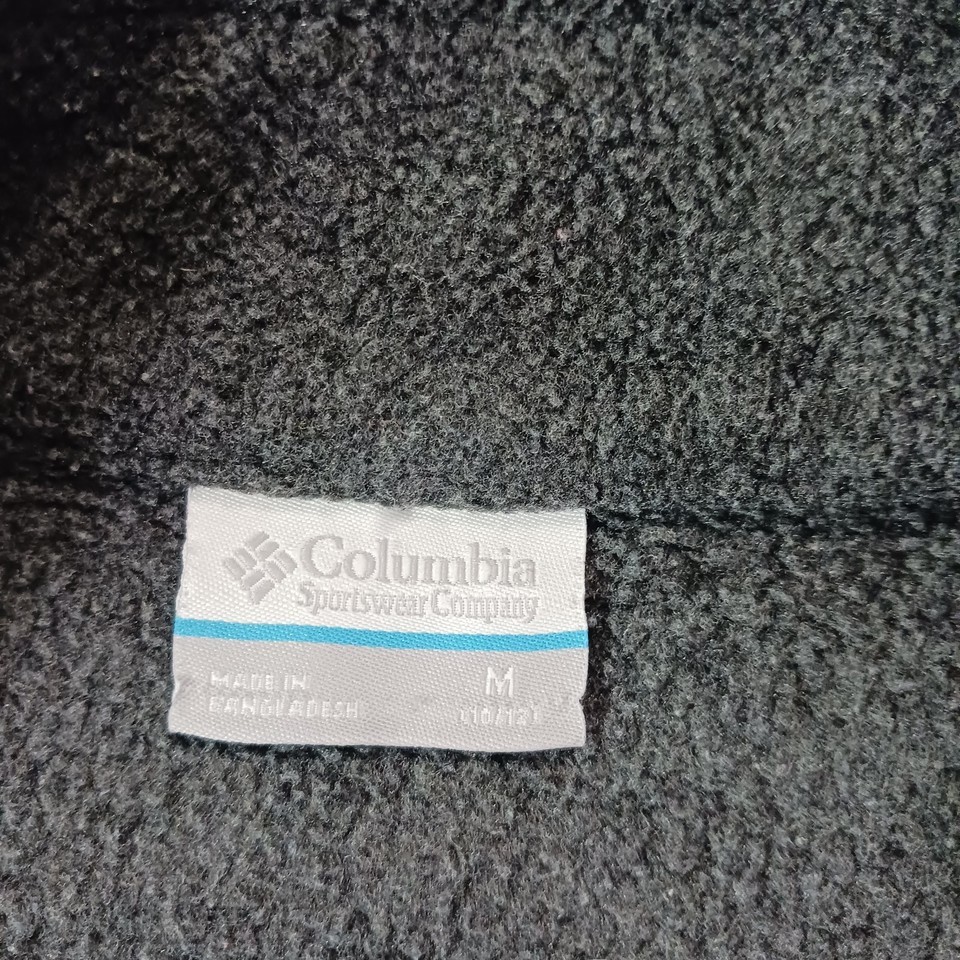 Columbia
Sportswear Company
MADE IN
BANGLADESH
M
(10/12)